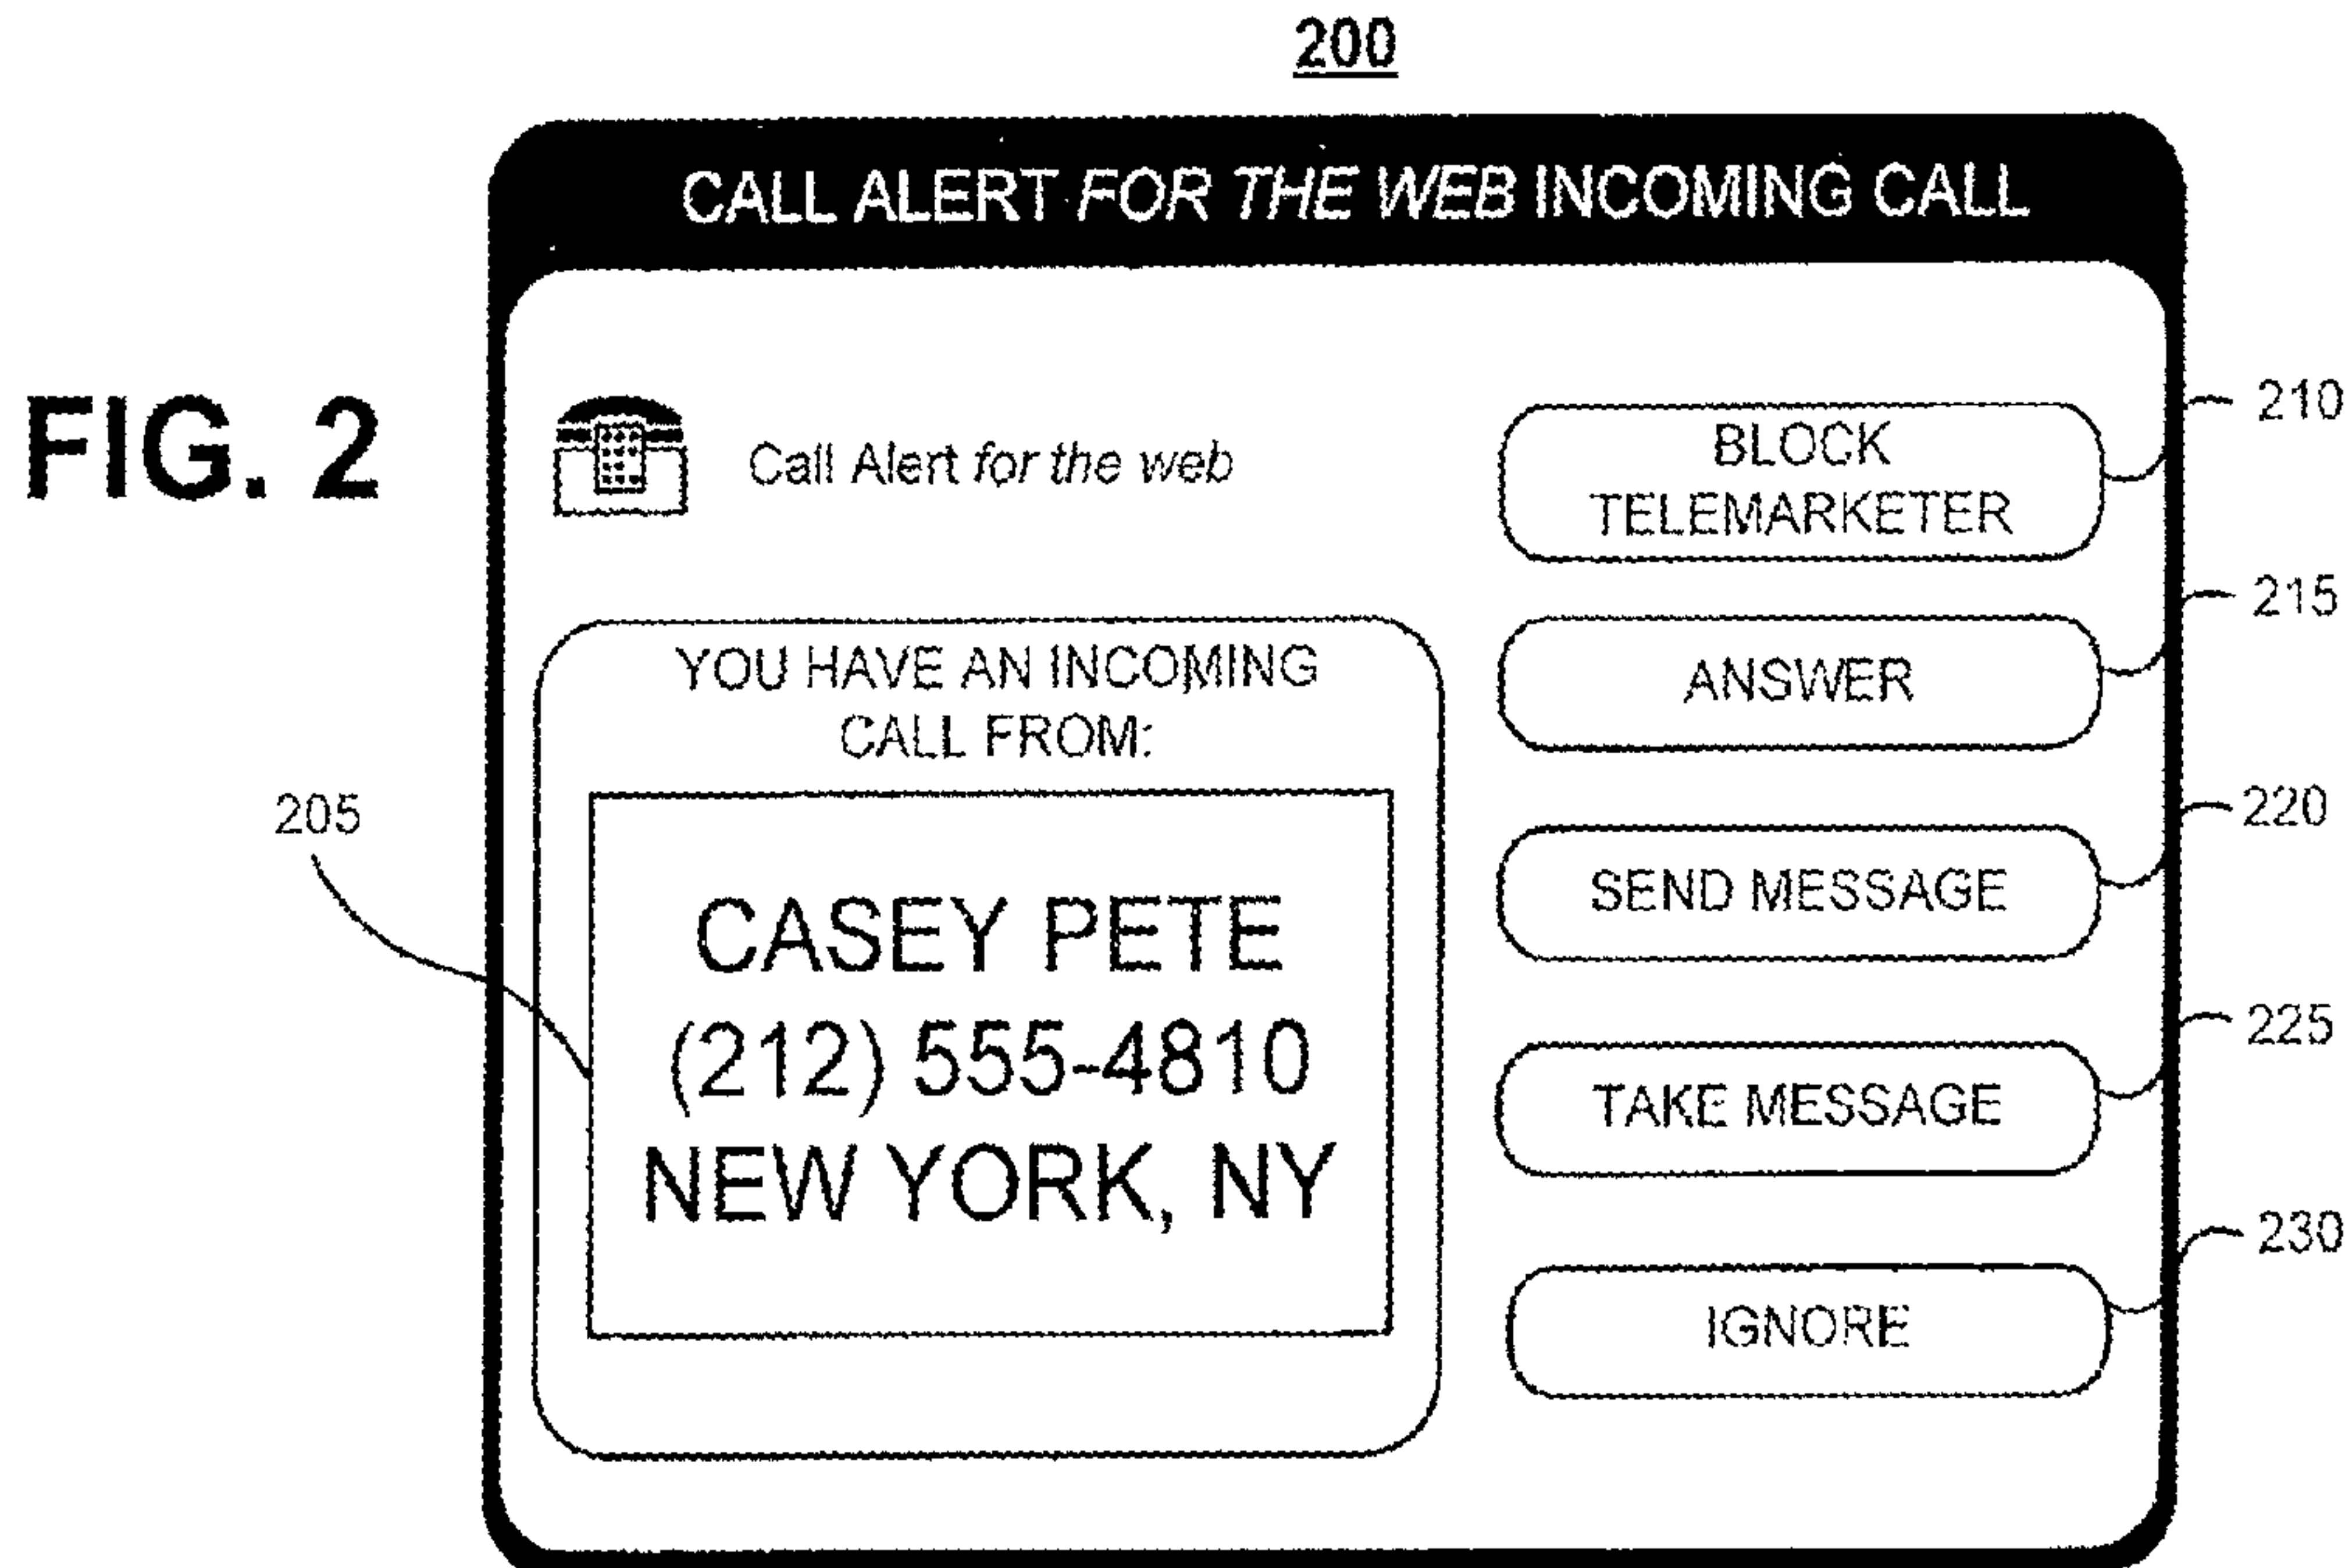 200
CALL ALERT FOR THE WEB INCOMING CALL
FIG. 2
Call Alert for the web
BLOCK
TELEMARKETER
210
215
YOU HAVE AN INCOMING
CALL FROM:
ANSWER
205
220
CASEY PETE
(212) 555-4810
NEW YORK, NY
SEND MESSAGE
225
TAKE MESSAGE
230
IGNORE